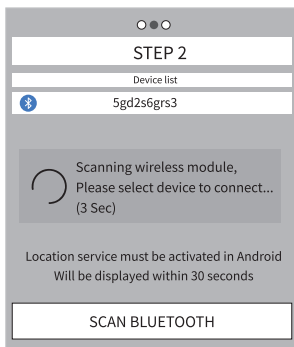 STEP 2
Device list
5gd2s6grs3
Scanning wireless module,
Please select device to connect...
(3 Sec)
Location service must be activated in Android
Will be displayed within 30 seconds
SCAN BLUETOOTH